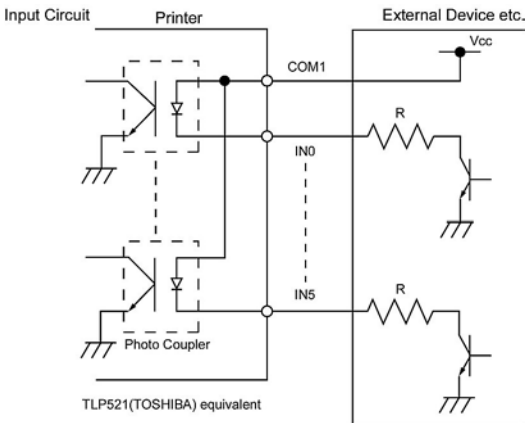 Input Circuit
Printer
External Device etc.
Vcc
COM1
R
IN0
IN5
R
Photo Coupler
TLP521(TOSHIBA) equivalent